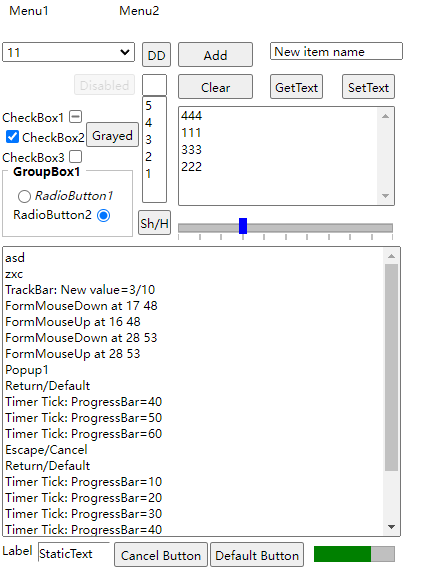 Menu1 Menu2
11 DD Add New item name
Disabled Clear GetText SetText
CheckBox1
CheckBox2 Grayed
CheckBox3
5
4
3
2
1
444
111
333
222
GroupBox1
RadioButton1
RadioButton2
Sh/H
asd
zxc
TrackBar: New value=3/10
FormMouseDown at 17 48
FormMouseUp at 16 48
FormMouseDown at 28 53
FormMouseUp at 28 53
Popup1
Return/Default
Timer Tick: ProgressBar=40
Timer Tick: ProgressBar=50
Timer Tick: ProgressBar=60
Escape/Cancel
Return/Default
Timer Tick: ProgressBar=10
Timer Tick: ProgressBar=20
Timer Tick: ProgressBar=30
Timer Tick: ProgressBar=40
Label StaticText Cancel Button Default Button